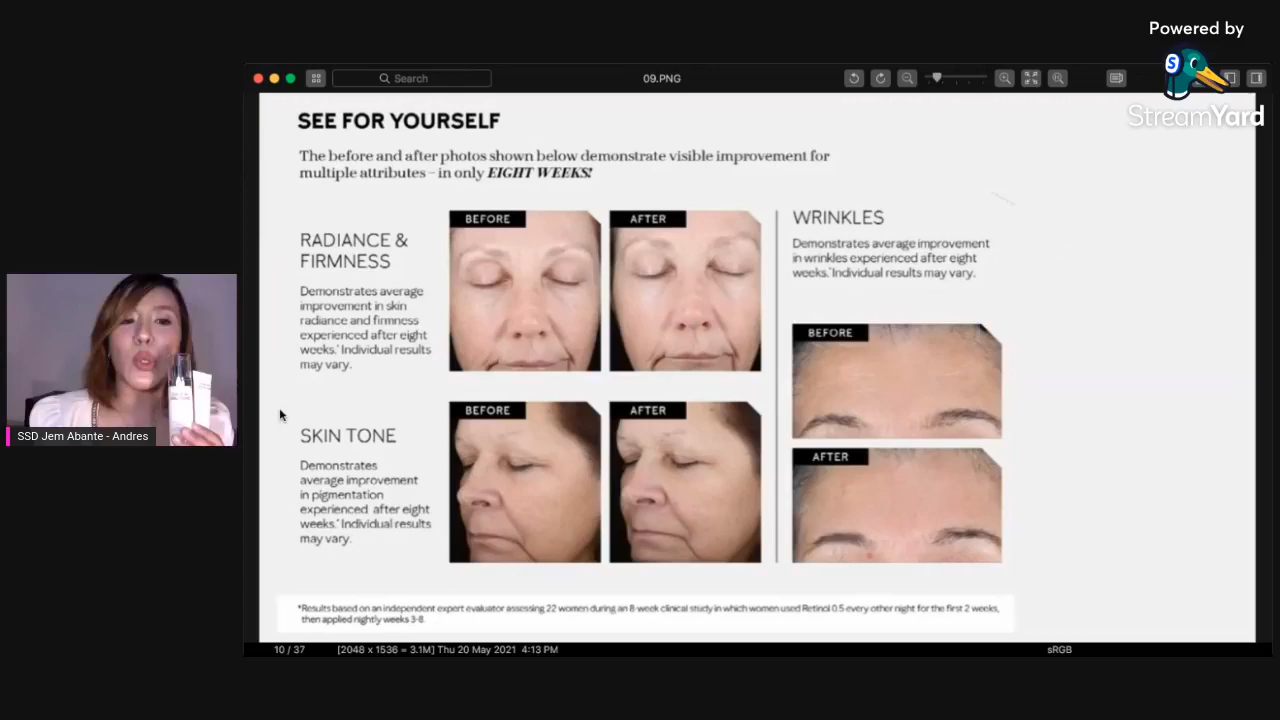 Powered by
StreamYard
Search
09.PNG
SEE FOR YOURSELF
The before and after photos shown below demonstrate visible improvement for
multiple attributes – in only EIGHT WEEKS!
RADIANCE &
FIRMNESS
Demonstrates average
improvement in skin
radiance and firmness
experienced after eight
weeks.* Individual results
may vary.
BEFORE
AFTER
SKIN TONE
Demonstrates
average improvement
in pigmentation
experienced after eight
weeks.* Individual results
may vary.
BEFORE
AFTER
WRINKLES
Demonstrates average improvement
in wrinkles experienced after eight
weeks.* Individual results may vary.
BEFORE
AFTER
*Results based on an independent expert evaluator assessing 22 women during an 8-week clinical study in which women used Retinol 0.5 every other night for the first 2 weeks,
then applied nightly weeks 3-8.
SSD Jem Abante - Andres
10 / 37
[2048 x 1536 = 3.1M] Thu 20 May 2021 4:13 PM
sRGB